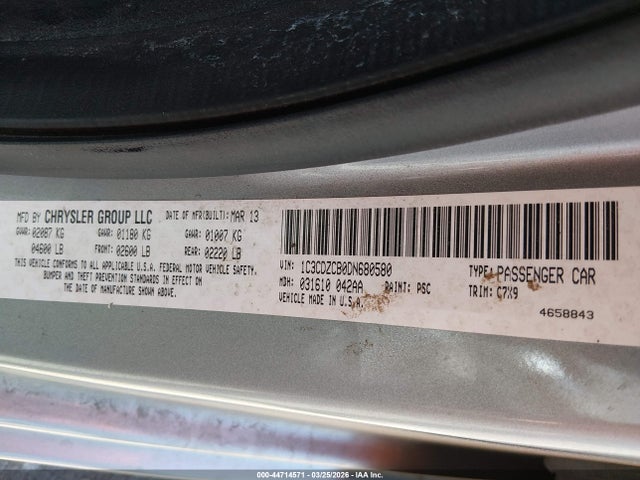 MFD BY CHRYSLER GROUP LLC DATE OF MFR(BUILT): MAR 13
GVWR: 02087 KG GAWR: 01180 KG GAWR: 01007 KG
04600 LB FRONT: 02600 LB REAR: 02220 LB
THIS VEHICLE CONFORMS TO ALL APPLICABLE U.S.A. FEDERAL MOTOR VEHICLE SAFETY,
BUMPER AND THEFT PREVENTION STANDARDS IN EFFECT ON
THE DATE OF MANUFACTURE SHOWN ABOVE.
VIN: 1C3CDZCB0DN680580 TYPE: PASSENGER CAR
MDH: 031610 042AA PAINT: PSC TRIM: C7X9
VEHICLE MADE IN U.S.A. 4658843
000-44714571 | 03/25/2026 - IAA Inc.